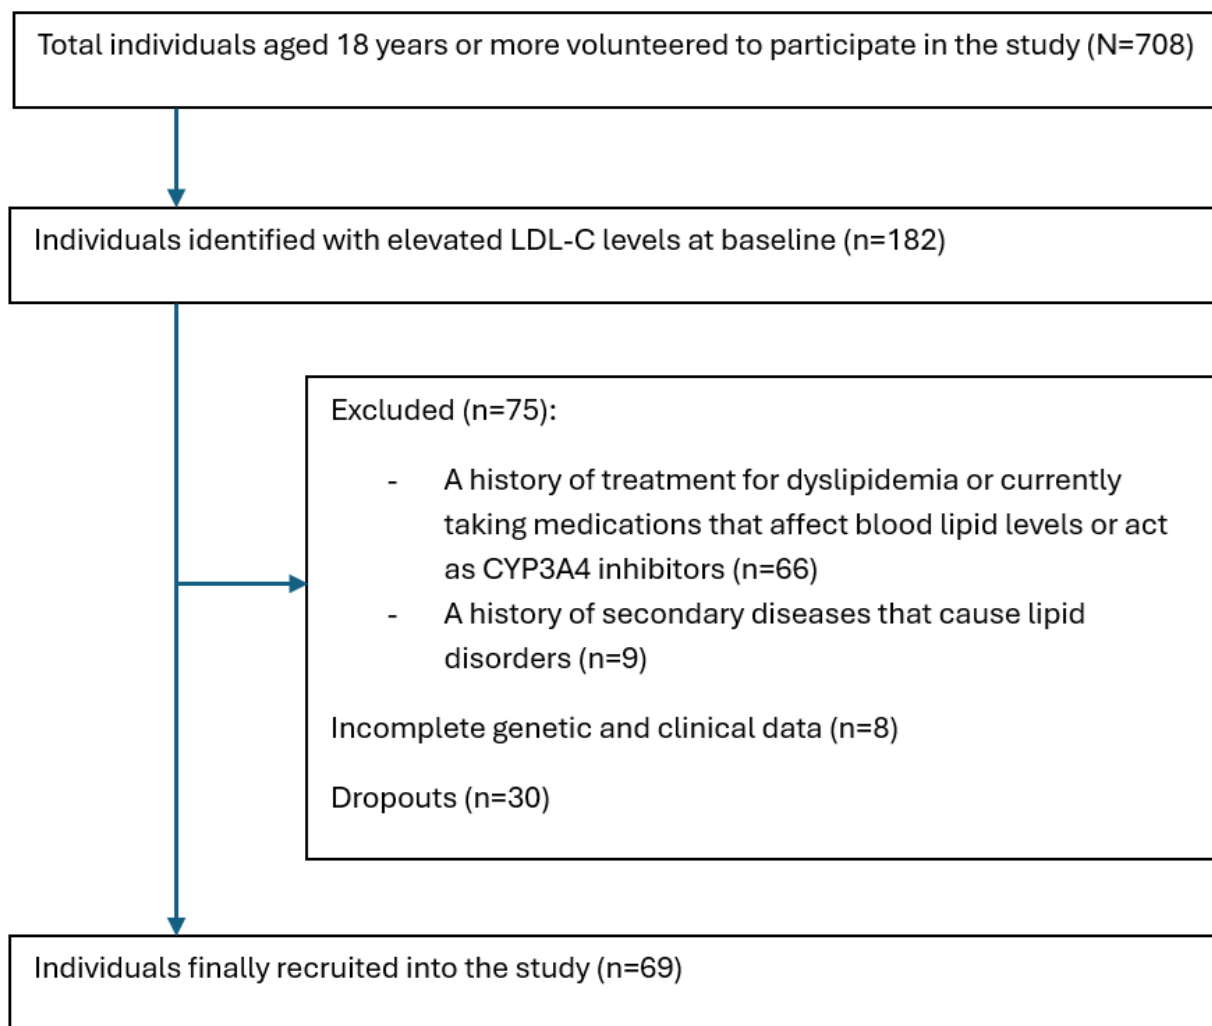 Total individuals aged 18 years or more volunteered to participate in the study (N=708)
Individuals identified with elevated LDL-C levels at baseline (n=182)
Excluded (n=75):
- A history of treatment for dyslipidemia or currently
taking medications that affect blood lipid levels or act
as CYP3A4 inhibitors (n=66)
- A history of secondary diseases that cause lipid
disorders (n=9)
Incomplete genetic and clinical data (n=8)
Dropouts (n=30)
Individuals finally recruited into the study (n=69)